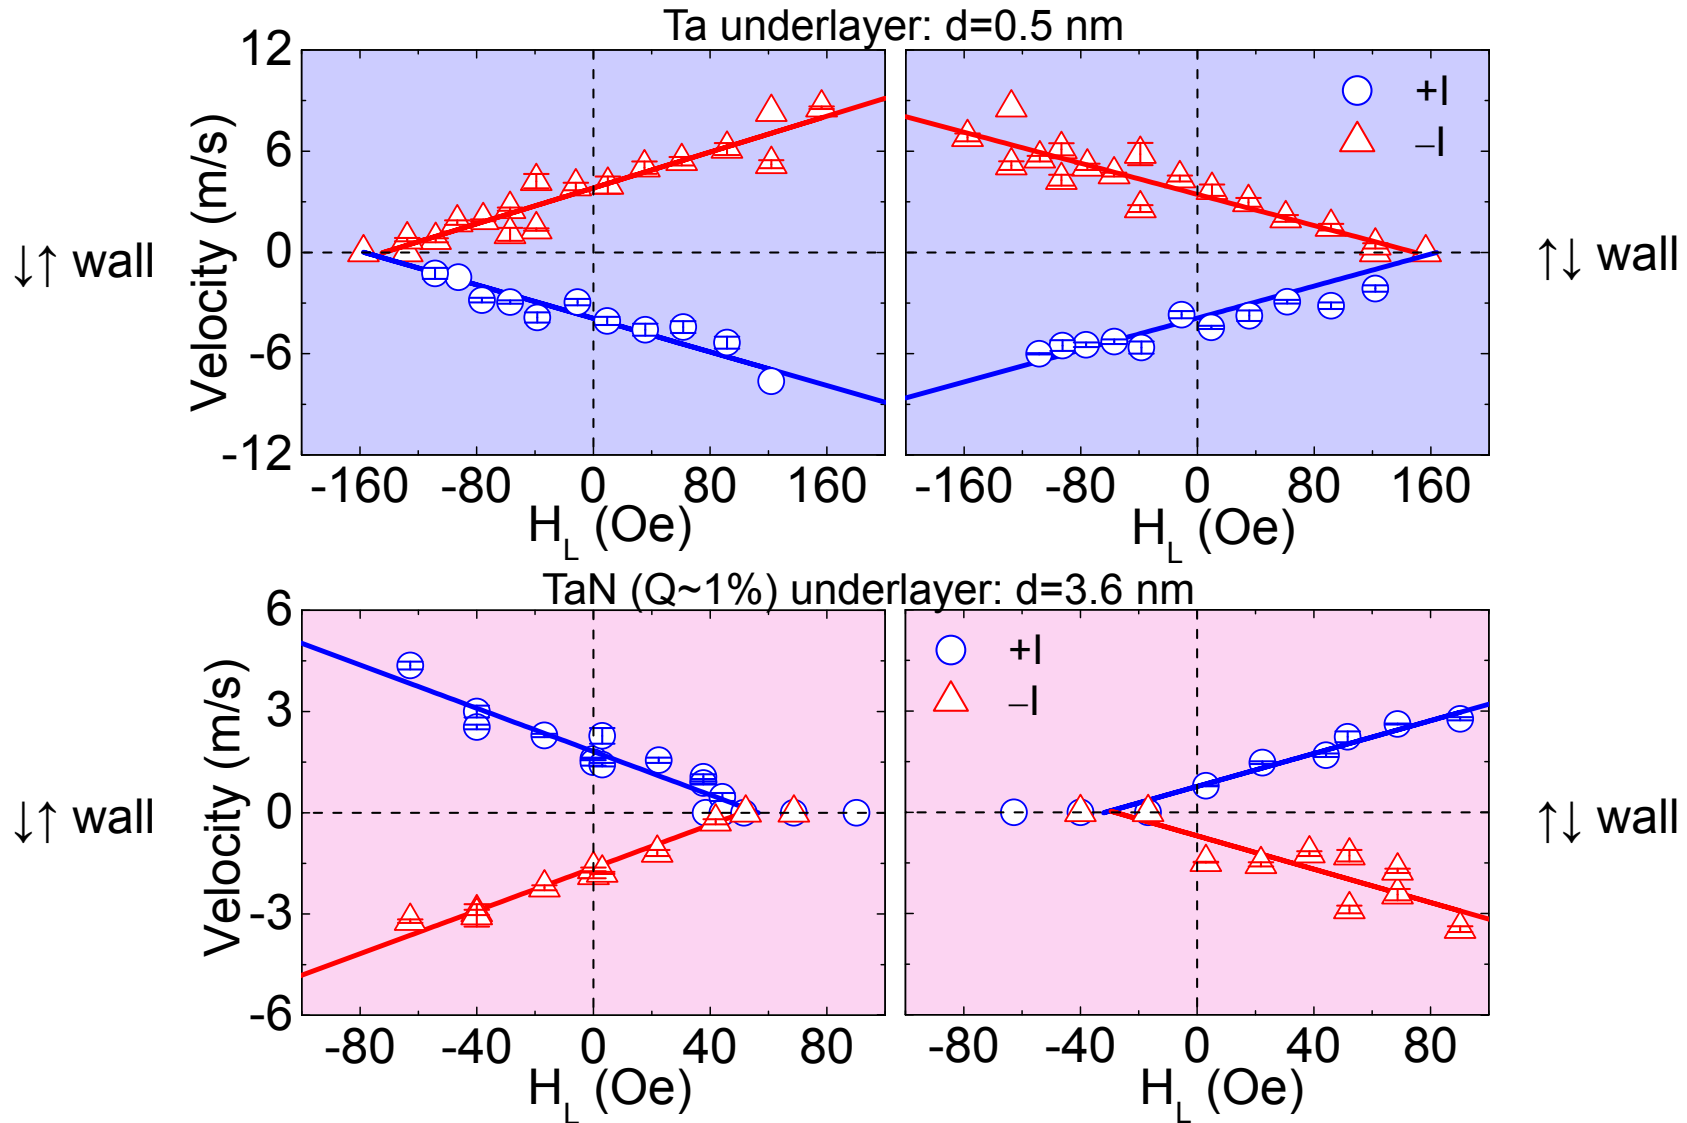 Ta underlayer: d=0.5 nm
12
6
0
-6
-12
Velocity (m/s)
↓↑ wall
↑↓ wall
+I
–I
-160 -80 0 80 160
-160 -80 0 80 160
H_L (Oe)
H_L (Oe)
TaN (Q~1%) underlayer: d=3.6 nm
6
3
0
-3
-6
Velocity (m/s)
↓↑ wall
↑↓ wall
+I
–I
-80 -40 0 40 80
-80 -40 0 40 80
H_L (Oe)
H_L (Oe)